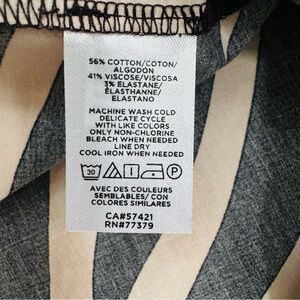 56% COTTON/COTON/
ALGODÓN
41% VISCOSE/VISCOSA
3% ELASTANE/
ÉLASTHANNE/
ELASTANO
MACHINE WASH COLD
DELICATE CYCLE
WITH LIKE COLORS
ONLY NON-CHLORINE
BLEACH WHEN NEEDED
LINE DRY
COOL IRON WHEN NEEDED
30 P
AVEC DES COULEURS
SEMBLABLES/ CON
COLORES SIMILARES
CA#57421
RN#77379